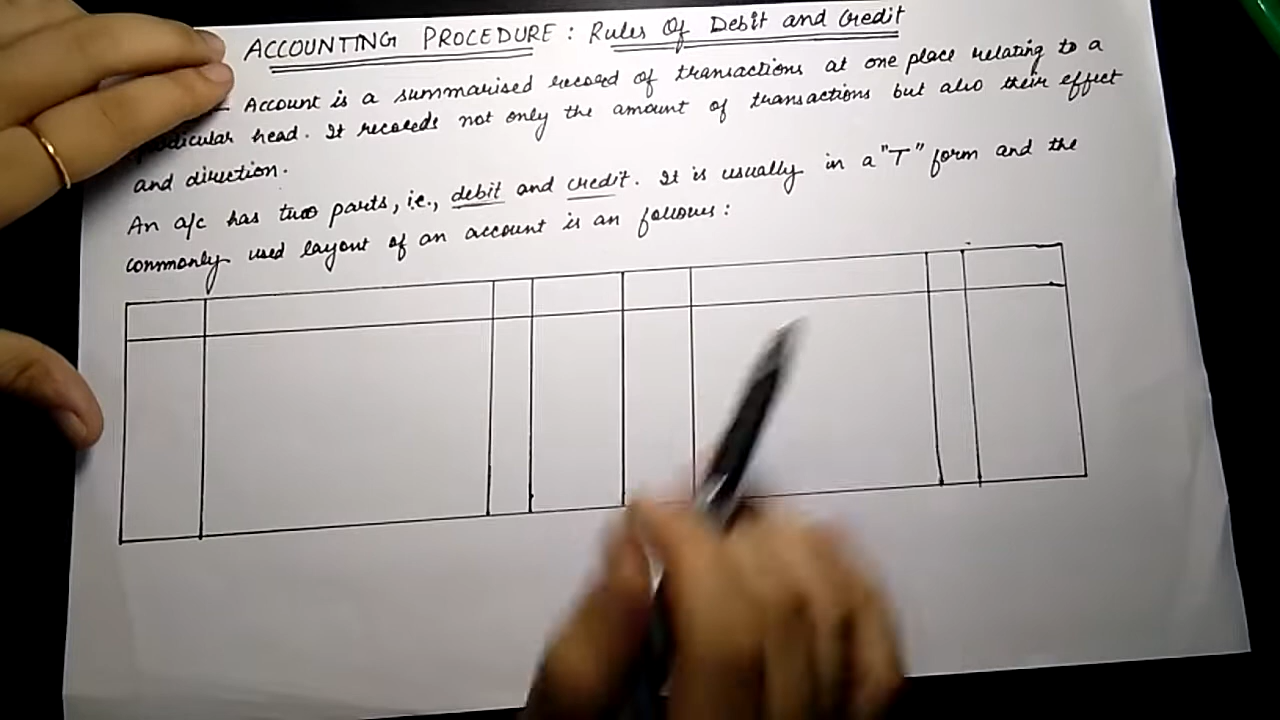 ACCOUNTING PROCEDURE : Rules Of Debit and Credit
Account is a summarised record of transactions at one place relating to a
head. It records not only the amount of transactions but also their effect
and direction.
An a/c has two parts, i.e., debit and credit. It is usually in a "T" form and the
commonly used layout of an account is an follows :